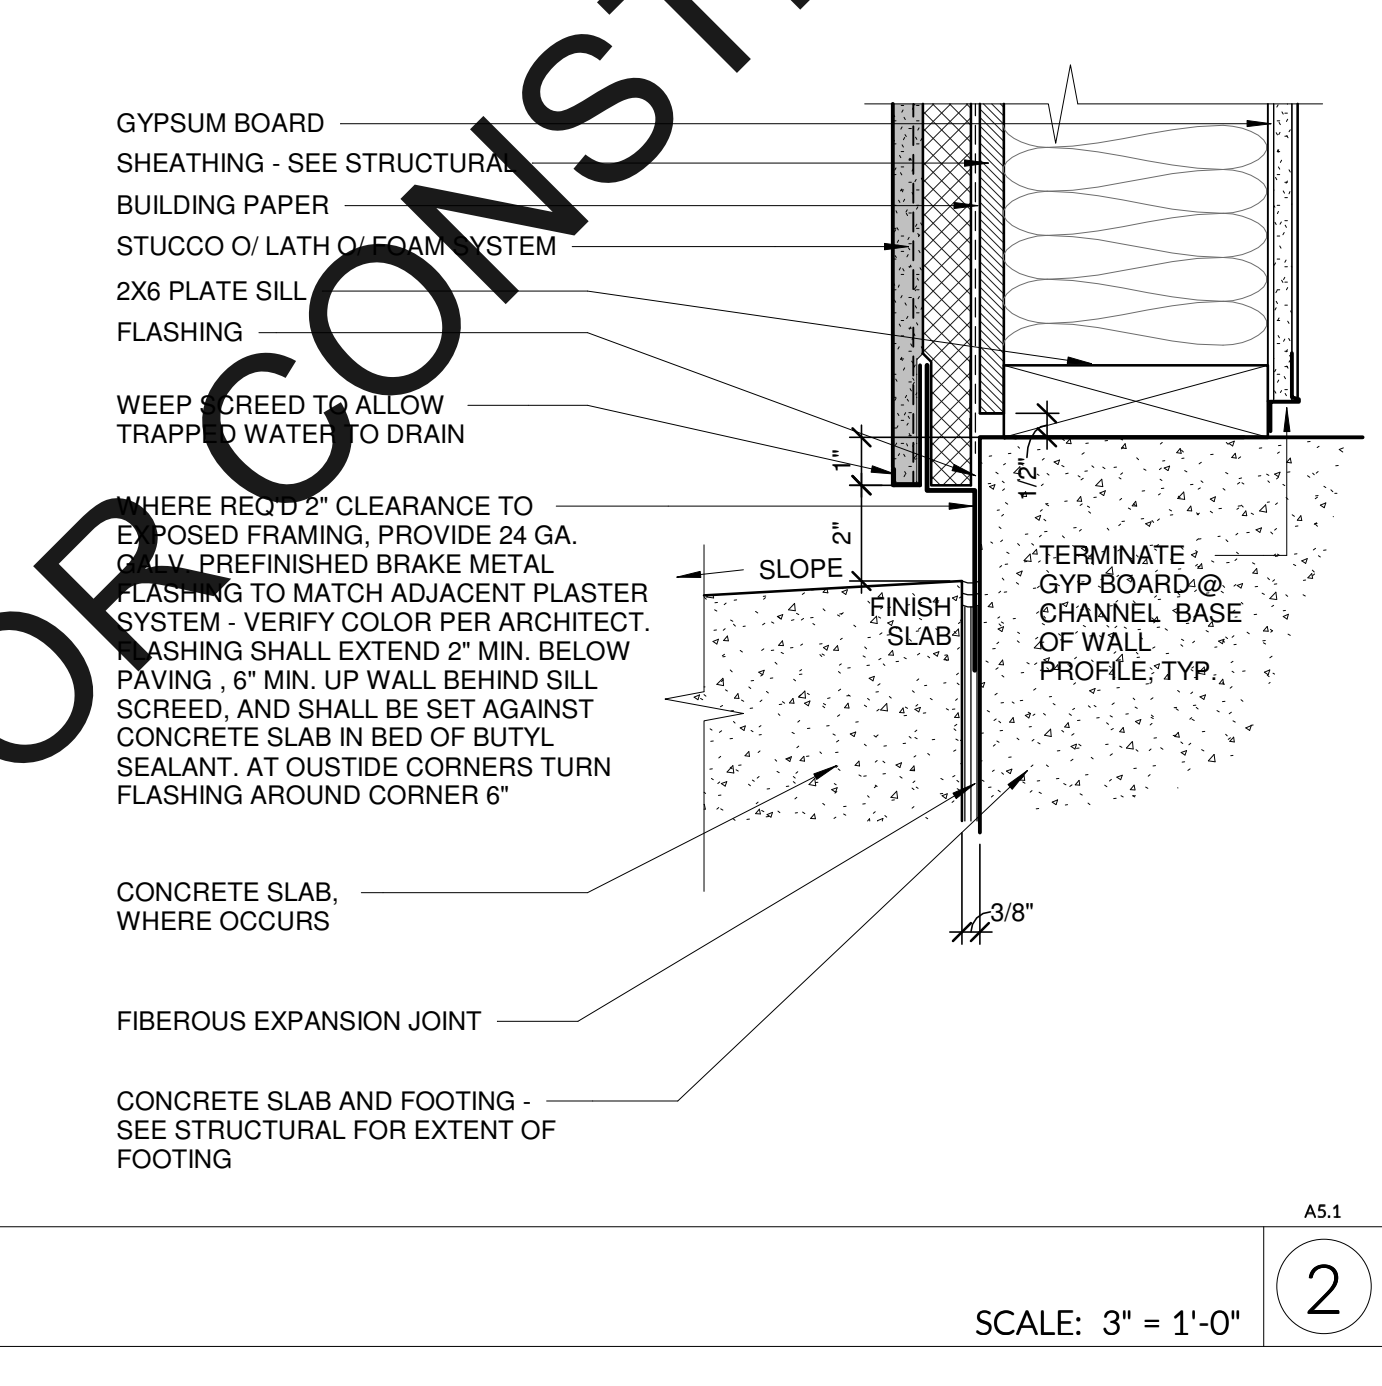 GYPSUM BOARD
SHEATHING - SEE STRUCTURAL
BUILDING PAPER
STUCCO O/ LATH O/ FOAM SYSTEM
2X6 PLATE SILL
FLASHING
WEEP SCREED TO ALLOW
TRAPPED WATER TO DRAIN
WHERE REQ'D 2" CLEARANCE TO
EXPOSED FRAMING, PROVIDE 24 GA.
GALV. PREFINISHED BRAKE METAL
FLASHING TO MATCH ADJACENT PLASTER
SYSTEM - VERIFY COLOR PER ARCHITECT.
FLASHING SHALL EXTEND 2" MIN. BELOW
PAVING , 6" MIN. UP WALL BEHIND SILL
SCREED, AND SHALL BE SET AGAINST
CONCRETE SLAB IN BED OF BUTYL
SEALANT. AT OUSTIDE CORNERS TURN
FLASHING AROUND CORNER 6"
CONCRETE SLAB,
WHERE OCCURS
FIBEROUS EXPANSION JOINT
CONCRETE SLAB AND FOOTING -
SEE STRUCTURAL FOR EXTENT OF
FOOTING
1"
2"
1/2"
SLOPE
FINISH
SLAB
TERMINATE
GYP BOARD @
CHANNEL BASE
OF WALL
PROFILE, TYP.
3/8"
OR CONST
A5.1
2
SCALE: 3" = 1'-0"